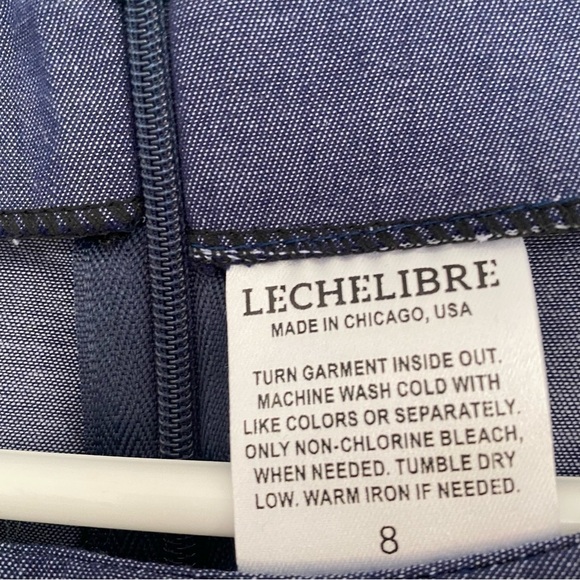 LECHELIBRE
MADE IN CHICAGO, USA
TURN GARMENT INSIDE OUT.
MACHINE WASH COLD WITH
LIKE COLORS OR SEPARATELY.
ONLY NON-CHLORINE BLEACH,
WHEN NEEDED. TUMBLE DRY
LOW. WARM IRON IF NEEDED.
8